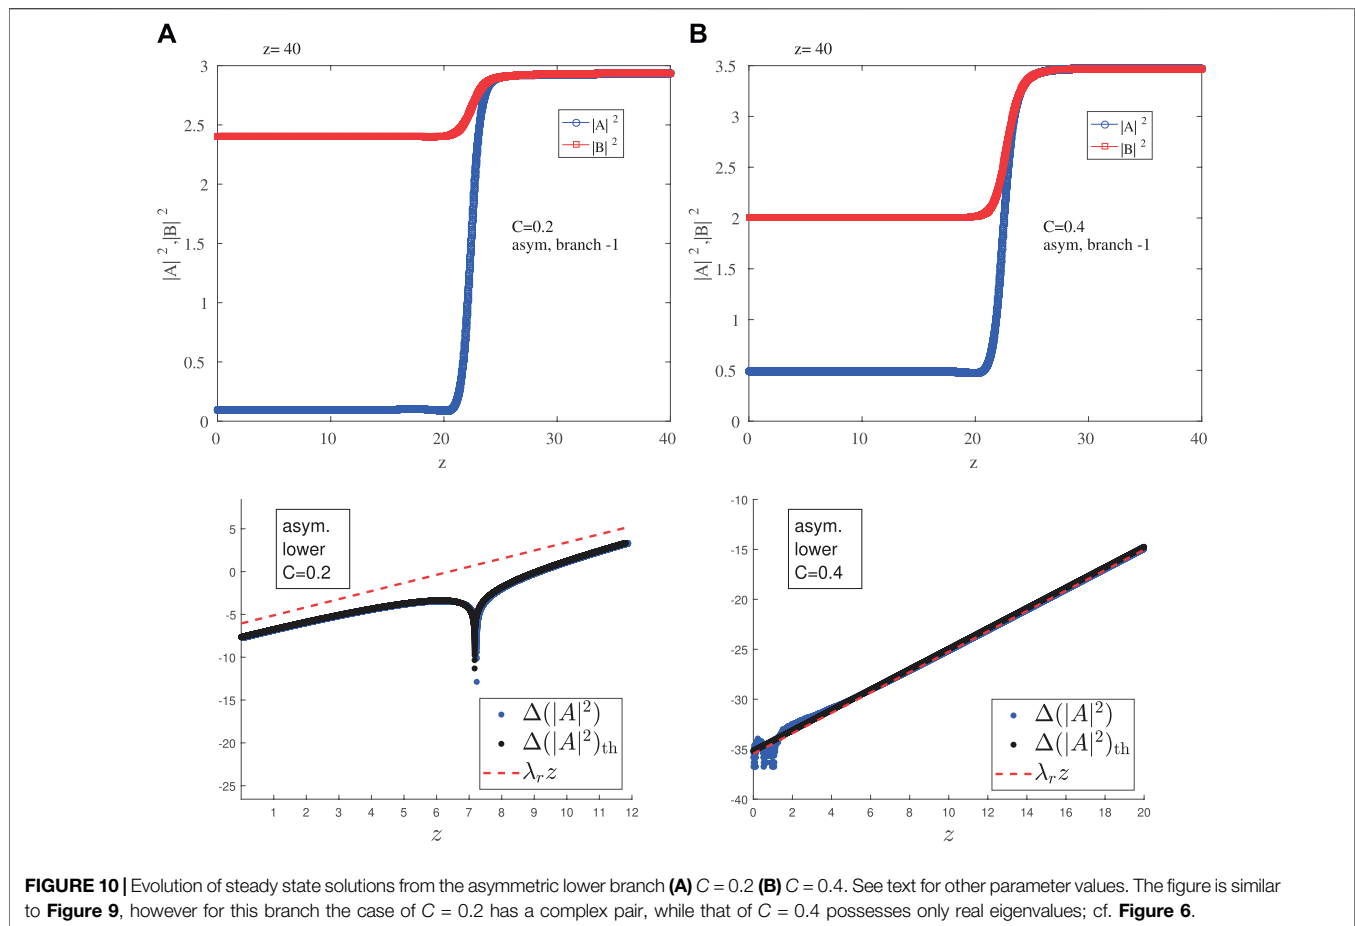 A
z= 40
3
2.5
2
1.5
1
0.5
0
|A|²,|B|²
|A| ²
|B| ²
C=0.2
asym, branch -1
0 10 20 30 40
z
B
z= 40
3.5
3
2.5
2
1.5
1
0.5
0
|A|²,|B|²
|A| ²
|B| ²
C=0.4
asym, branch -1
0 10 20 30 40
z
5
0
-5
-10
-15
-20
-25
asym.
lower
C=0.2
Δ(|A|²)
Δ(|A|²)th
λr z
1 2 3 4 5 6 7 8 9 10 11 12
z
-10
-15
-20
-25
-30
-35
-40
asym.
lower
C=0.4
Δ(|A|²)
Δ(|A|²)th
λr z
0 2 4 6 8 10 12 14 16 18 20
z
FIGURE 10 | Evolution of steady state solutions from the asymmetric lower branch (A) C = 0.2 (B) C = 0.4. See text for other parameter values. The figure is similar
to Figure 9, however for this branch the case of C = 0.2 has a complex pair, while that of C = 0.4 possesses only real eigenvalues; cf. Figure 6.